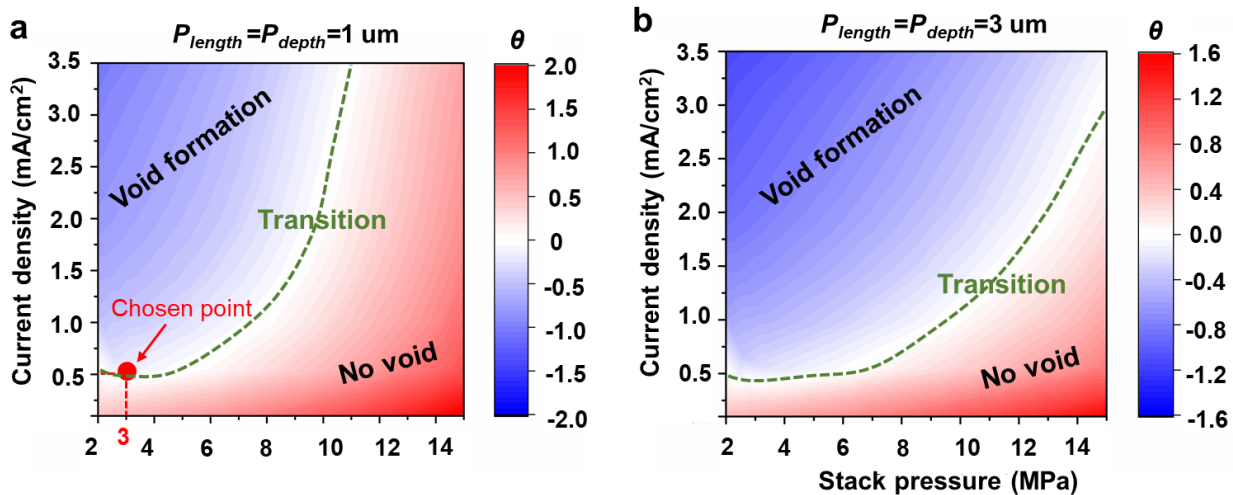 a
P_length=P_depth=1 um
θ
Current density (mA/cm²)
3.5
3.0
2.5
2.0
1.5
1.0
0.5
Void formation
Transition
Chosen point
No void
2
3
4
6
8
10
12
14
2.0
1.5
1.0
0.5
0
-0.5
-1.0
-1.5
-2.0
b
P_length=P_depth=3 um
θ
Current density (mA/cm²)
3.5
3.0
2.5
2.0
1.5
1.0
0.5
Void formation
Transition
No void
2
4
6
8
10
12
14
Stack pressure (MPa)
1.6
1.2
0.8
0.4
0.0
-0.4
-0.8
-1.2
-1.6